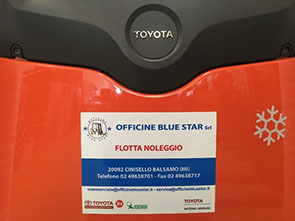 TOYOTA
OFFICINE BLUE STAR Srl
FLOTTA NOLEGGIO
20092 CINISELLO BALSAMO (MI)
Telefono 02 49638701 - Fax 02 49638717
commerciale@officinebluestar.it - service@officinebluestar.it
TOYOTA
TOYOTA